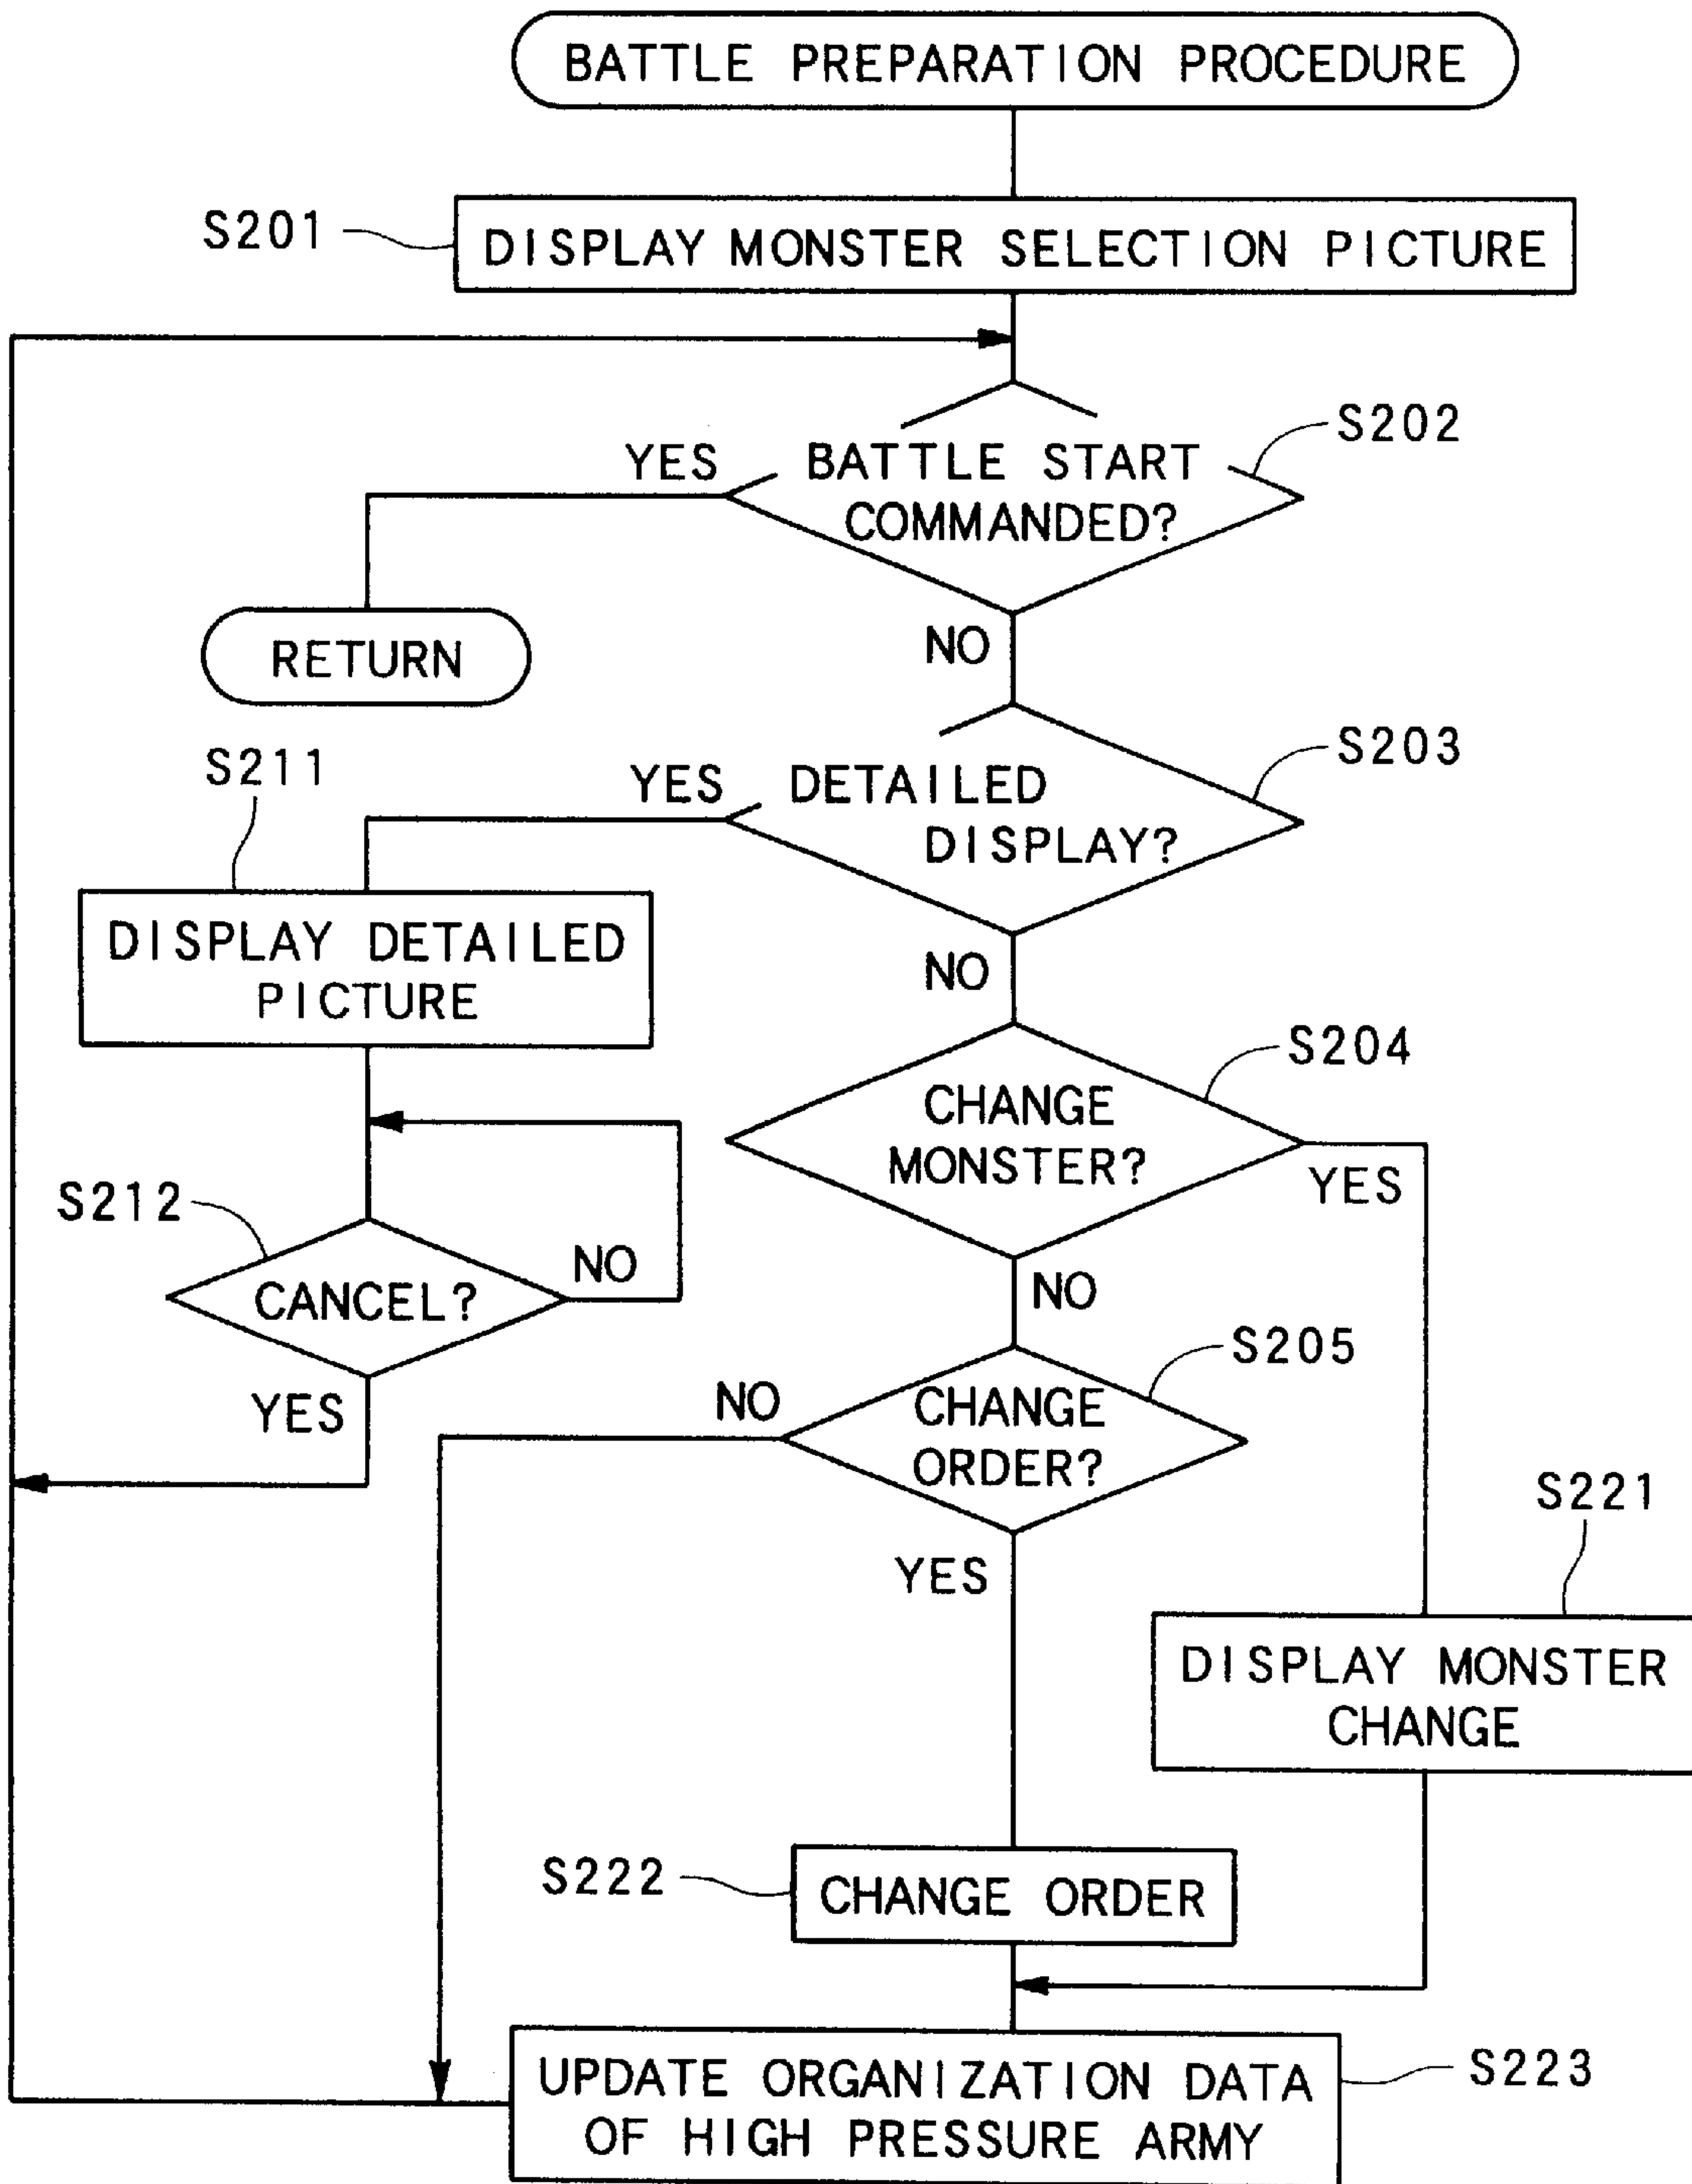 BATTLE PREPARATION PROCEDURE
S201
DISPLAY MONSTER SELECTION PICTURE
S202
YES
BATTLE START
COMMANDED?
NO
RETURN
S203
S211
YES
DETAILED
DISPLAY?
DISPLAY DETAILED
PICTURE
NO
S204
CHANGE
MONSTER?
YES
S212
NO
CANCEL?
NO
S205
YES
NO
CHANGE
ORDER?
S221
YES
DISPLAY MONSTER
CHANGE
S222
CHANGE ORDER
S223
UPDATE ORGANIZATION DATA
OF HIGH PRESSURE ARMY